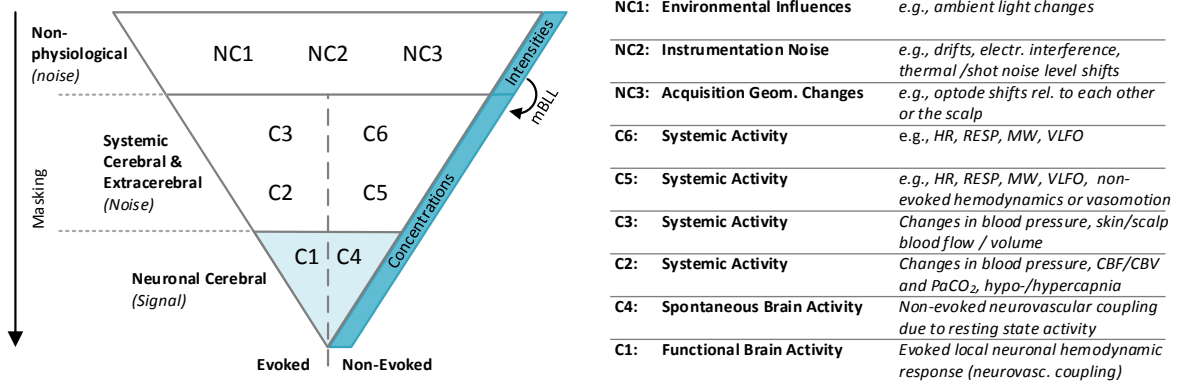 Non-
physiological
(noise)
NC1 NC2 NC3
Intensities
mBLL
Masking
Systemic
Cerebral &
Extracerebral
(Noise)
C3 C6
C2 C5
Concentrations
Neuronal Cerebral
(Signal)
C1 C4
Evoked Non-Evoked
NC1: Environmental Influences e.g., ambient light changes
NC2: Instrumentation Noise e.g., drifts, electr. interference,
thermal /shot noise level shifts
NC3: Acquisition Geom. Changes e.g., optode shifts rel. to each other
or the scalp
C6: Systemic Activity e.g., HR, RESP, MW, VLFO
C5: Systemic Activity e.g., HR, RESP, MW, VLFO, non-
evoked hemodynamics or vasomotion
C3: Systemic Activity Changes in blood pressure, skin/scalp
blood flow / volume
C2: Systemic Activity Changes in blood pressure, CBF/CBV
and PaCO₂, hypo-/hypercapnia
C4: Spontaneous Brain Activity Non-evoked neurovascular coupling
due to resting state activity
C1: Functional Brain Activity Evoked local neuronal hemodynamic
response (neurovasc. coupling)